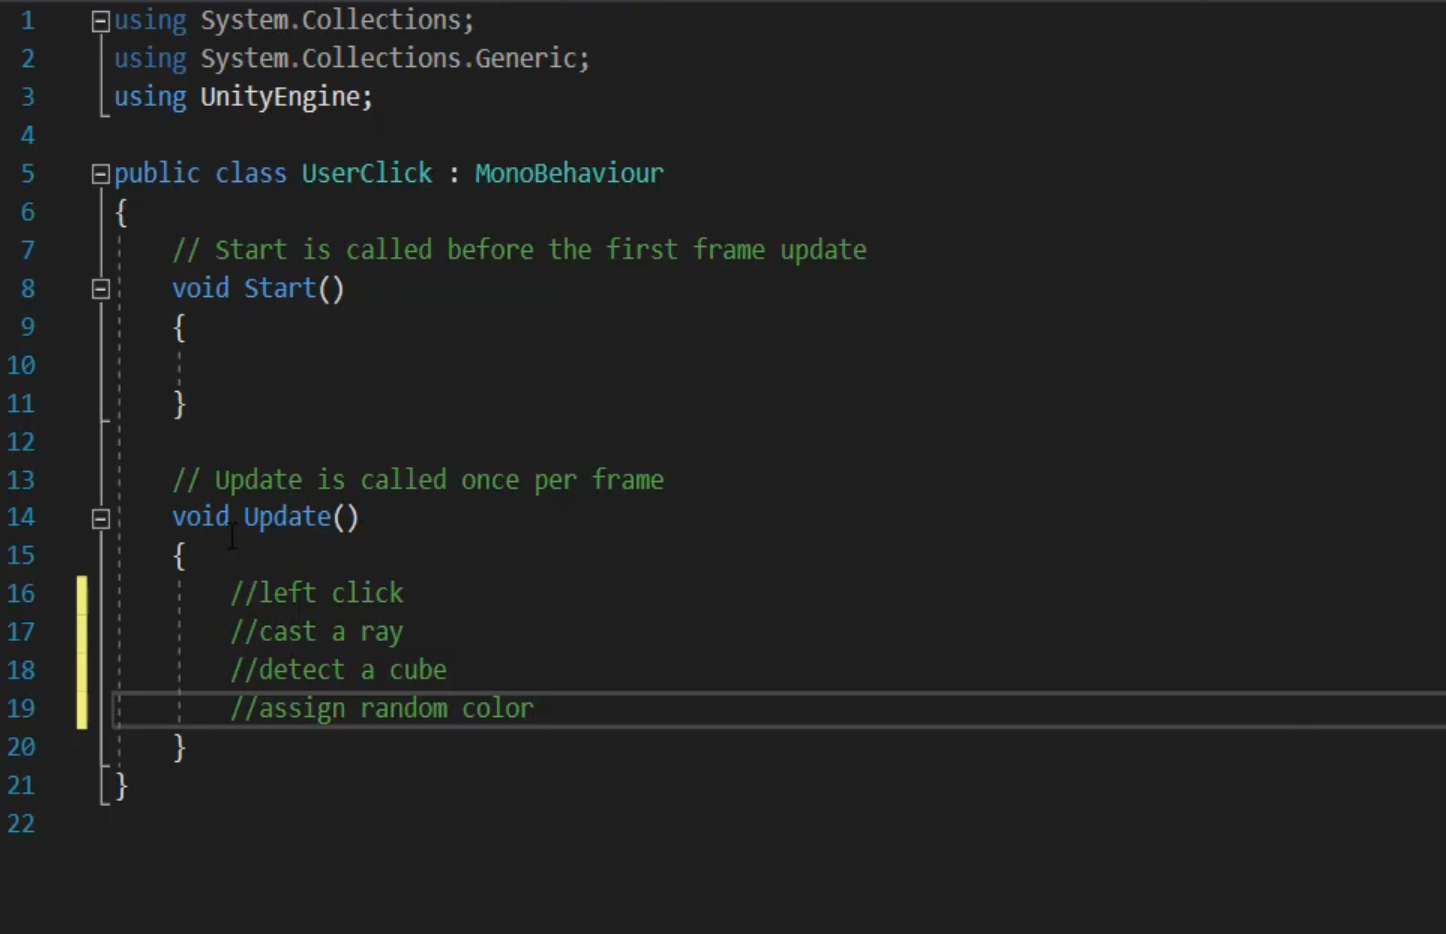 1 using System.Collections;
2 using System.Collections.Generic;
3 using UnityEngine;
4
5 public class UserClick : MonoBehaviour
6 {
7 // Start is called before the first frame update
8 void Start()
9 {
10
11 }
12
13 // Update is called once per frame
14 void Update()
15 {
16 //left click
17 //cast a ray
18 //detect a cube
19 //assign random color
20 }
21 }
22